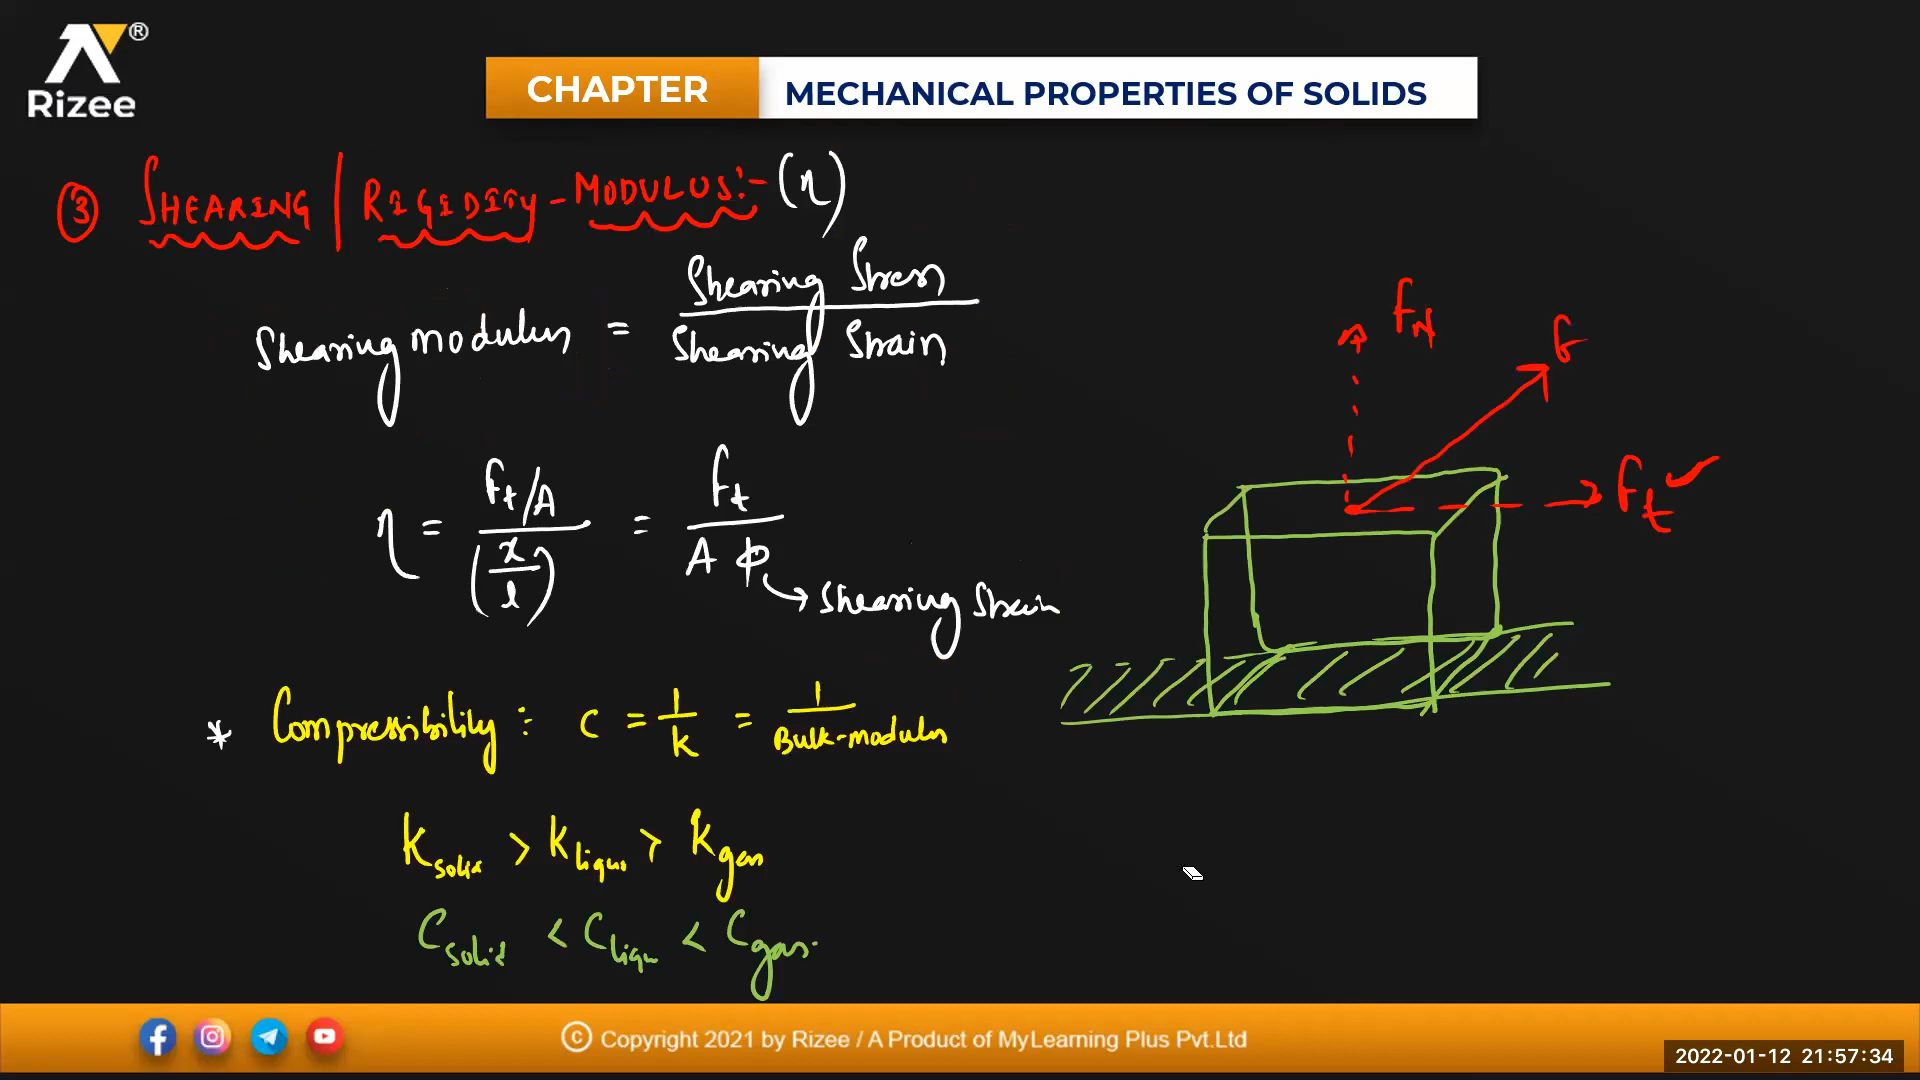 Rizee®
CHAPTER MECHANICAL PROPERTIES OF SOLIDS
③ SHEARING | RIGIDITY - MODULUS:- (η)
Shearing modulus = Shearing Stress / Shearing Strain
η = Ft/A / (x/l) = Ft / A ϕ → Shearing Strain
* Compressibility : C = 1/k = 1/Bulk-modulus
Ksolid > Kliqui > Kgas
Csolid < Cliqu < Cgas.
FN
F
Ft ✓
© Copyright 2021 by Rizee / A Product of MyLearning Plus Pvt.Ltd
2022-01-12 21:57:34